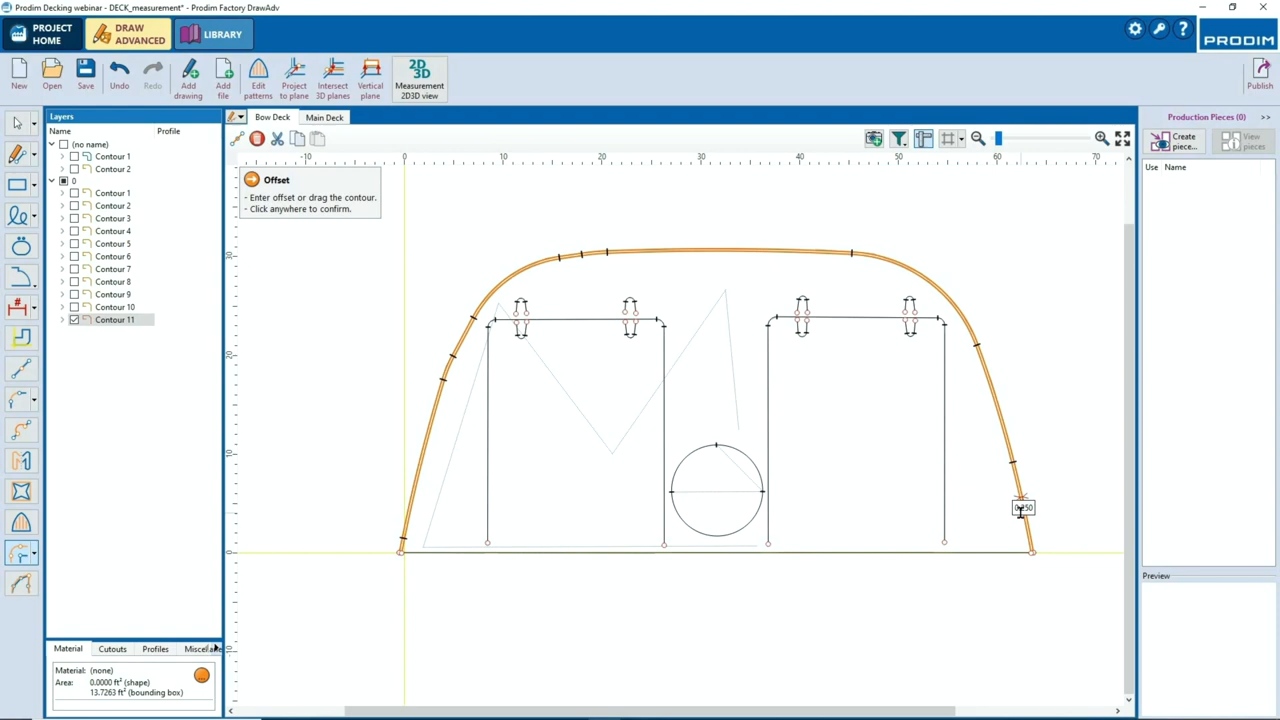 Prodim Decking webinar - DECK_measurement* - Prodim Factory DrawAdv
PROJECT HOME
DRAW ADVANCED
LIBRARY
PRODIM
New
Open
Save
Undo
Redo
Add drawing
Add file
Edit patterns
Project to plane
Intersect 3D planes
Vertical plane
2D 3D
Measurement 2D3D view
Publish
Layers
Name
Profile
(no name)
Contour 1
Contour 2
0
Contour 1
Contour 2
Contour 3
Contour 4
Contour 5
Contour 6
Contour 7
Contour 8
Contour 9
Contour 10
Contour 11
Bow Deck
Main Deck
-10
0
10
20
30
40
50
60
70
Offset
- Enter offset or drag the contour.
- Click anywhere to confirm.
30
20
10
0
-10
Production Pieces (0)
>>
Create piece...
View pieces
Use
Name
Preview
Material
Cutouts
Profiles
Material: (none)
Area: 0.0000 ft² (shape)
13.7263 ft² (bounding box)